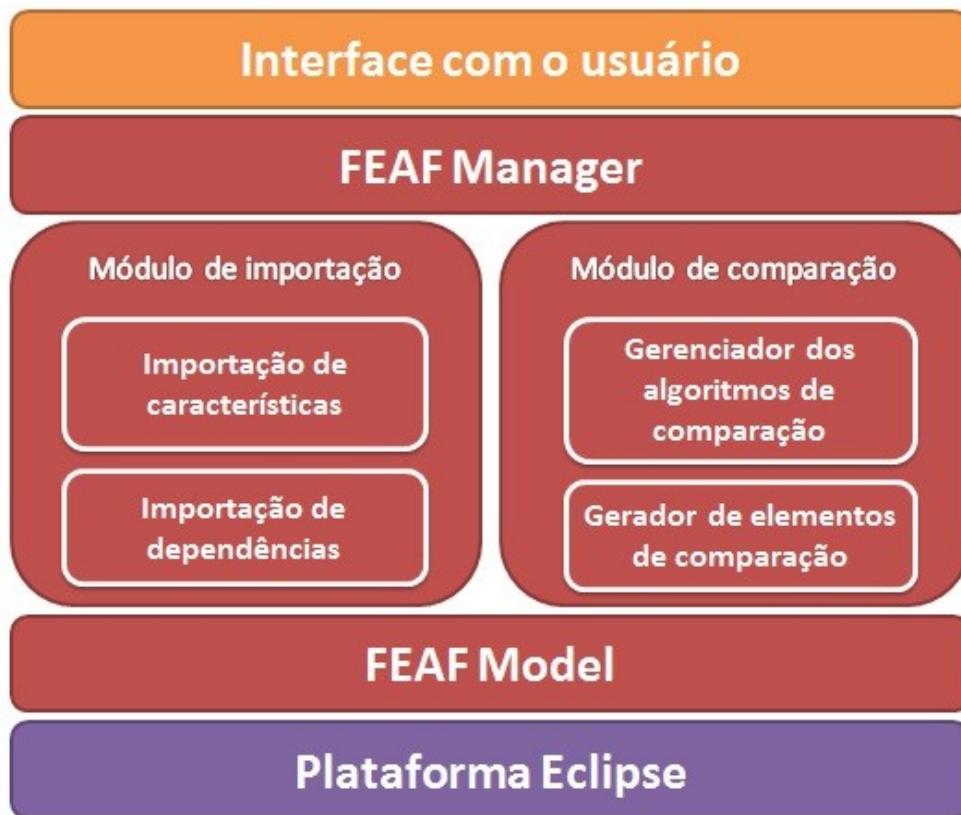 Interface com o usuário
FEAF Manager
Módulo de importação
Importação de
características
Importação de
dependências
Módulo de comparação
Gerenciador dos
algoritmos de
comparação
Gerador de elementos
de comparação
FEAF Model
Plataforma Eclipse